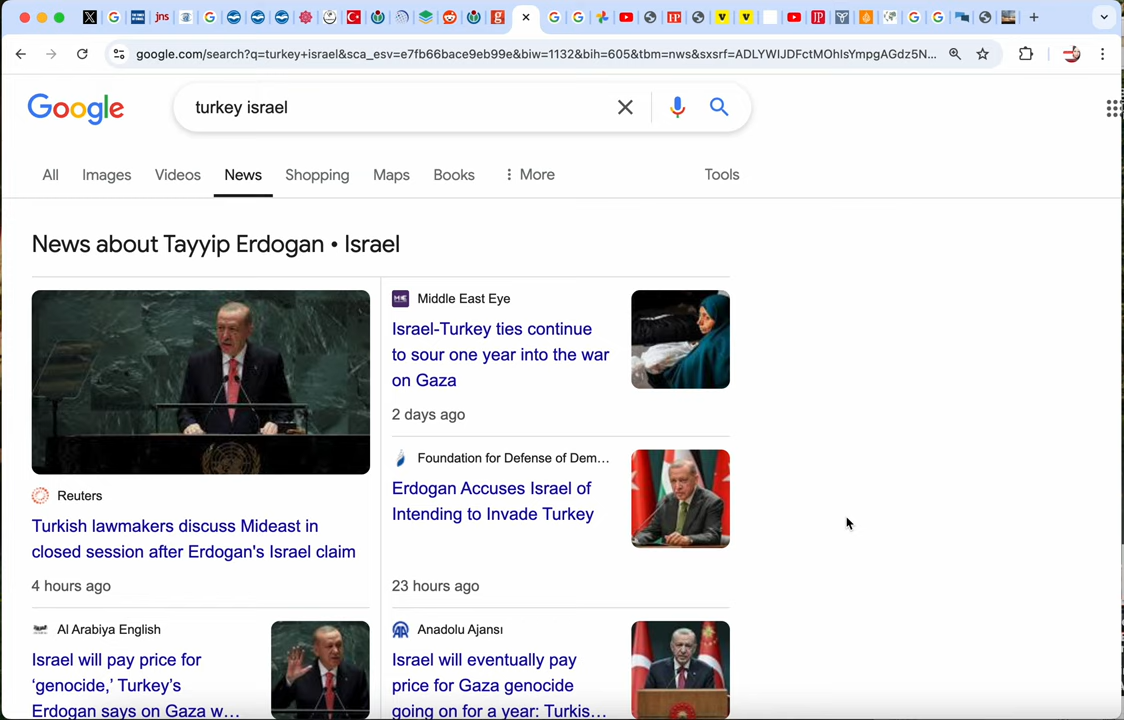 google.com/search?q=turkey+israel&sca_esv=e7fb66bace9eb99e&biw=1132&bih=605&tbm=nws&sxsrf=ADLYWIJDFctMOhIsYmpgAGdz5N...
Google
turkey israel
All Images Videos News Shopping Maps Books More Tools
News about Tayyip Erdogan • Israel
Reuters
Turkish lawmakers discuss Mideast in
closed session after Erdogan's Israel claim
4 hours ago
Middle East Eye
Israel-Turkey ties continue
to sour one year into the war
on Gaza
2 days ago
Foundation for Defense of Dem...
Erdogan Accuses Israel of
Intending to Invade Turkey
23 hours ago
Al Arabiya English
Israel will pay price for
‘genocide,’ Turkey’s
Erdogan says on Gaza w...
Anadolu Ajansı
Israel will eventually pay
price for Gaza genocide
going on for a year: Turkis...